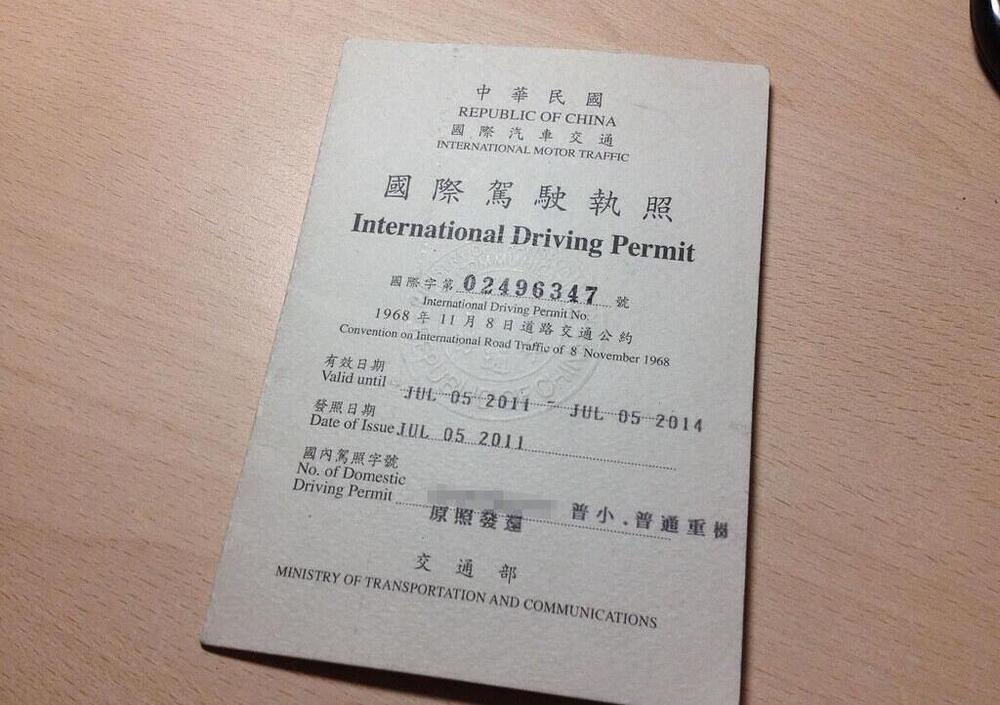 中華民國
REPUBLIC OF CHINA
國際汽車交通
INTERNATIONAL MOTOR TRAFFIC
國際駕駛執照
International Driving Permit
國際字第 02496347 號
International Driving Permit No.
1968 年 11 月 8 日道路交通公約
Convention on International Road Traffic of 8 November 1968
有效日期
Valid until JUL 05 2011 - JUL 05 2014
發照日期
Date of Issue JUL 05 2011
國內駕照字號
No. of Domestic
Driving Permit 普小．普通重機
原照發還
交通部
MINISTRY OF TRANSPORTATION AND COMMUNICATIONS
REPUBLIC OF CHINA